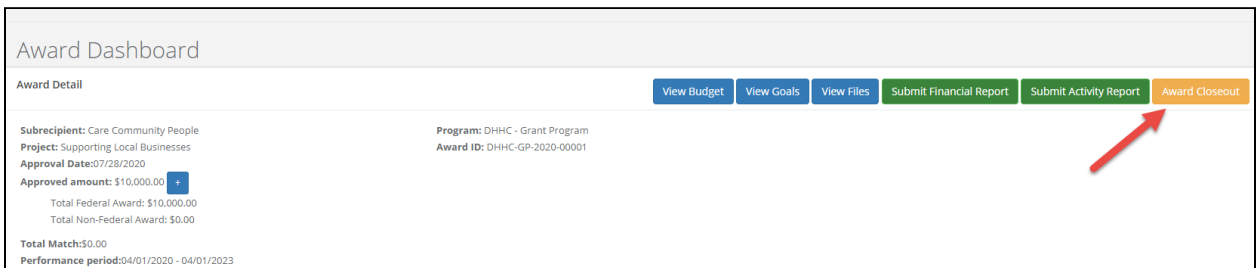 Award Dashboard
Award Detail
View Budget View Goals View Files Submit Financial Report Submit Activity Report Award Closeout
Subrecipient: Care Community People
Project: Supporting Local Businesses
Approval Date:07/28/2020
Approved amount: $10,000.00 +
Total Federal Award: $10,000.00
Total Non-Federal Award: $0.00
Total Match:$0.00
Performance period:04/01/2020 - 04/01/2023
Program: DHHC - Grant Program
Award ID: DHHC-GP-2020-00001